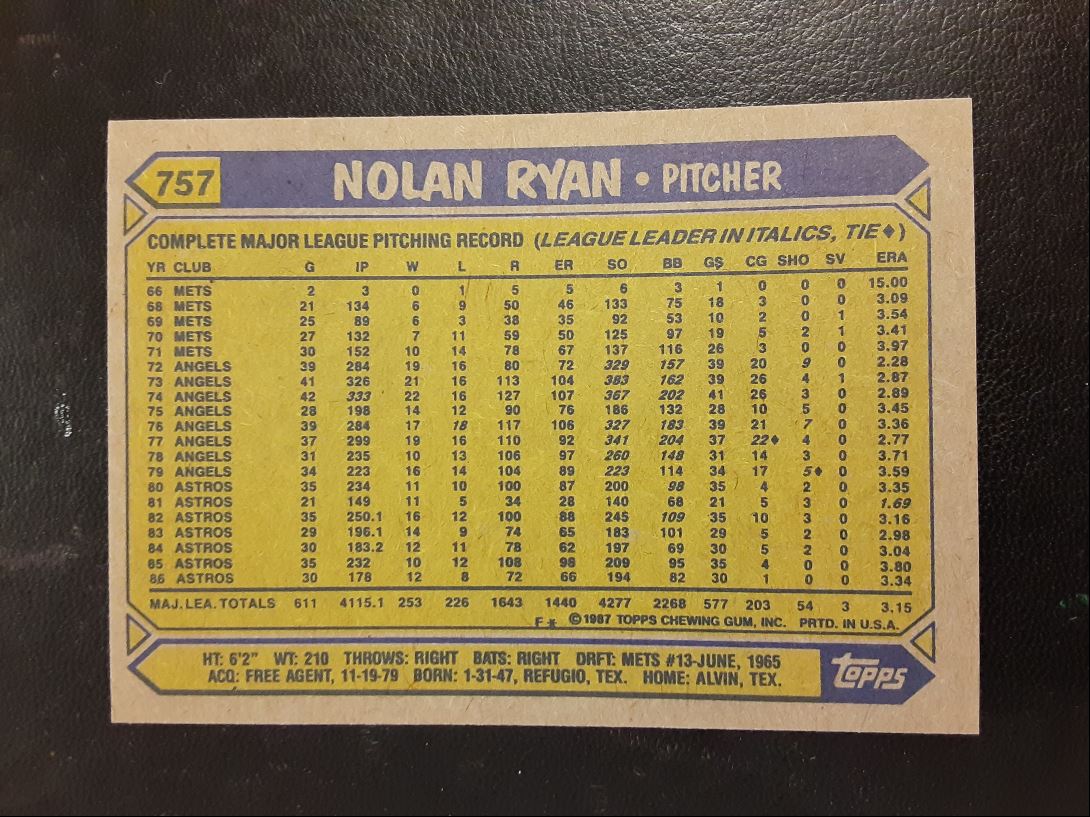 757 NOLAN RYAN • PITCHER
COMPLETE MAJOR LEAGUE PITCHING RECORD (LEAGUE LEADER IN ITALICS, TIE♦)
YR CLUB G IP W L R ER SO BB GS CG SHO SV ERA
66 METS 2 3 0 1 5 5 6 3 1 0 0 0 15.00
68 METS 21 134 6 9 50 46 133 75 18 3 0 0 3.09
69 METS 25 89 6 3 38 35 92 53 10 2 0 1 3.54
70 METS 27 132 7 11 59 50 125 97 19 5 2 1 3.41
71 METS 30 152 10 14 78 67 137 116 26 3 0 0 3.97
72 ANGELS 39 284 19 16 80 72 329 157 39 20 9 0 2.28
73 ANGELS 41 326 21 16 113 104 383 162 39 26 4 1 2.87
74 ANGELS 42 333 22 16 127 107 367 202 41 26 3 0 2.89
75 ANGELS 28 198 14 12 90 76 186 132 28 10 5 0 3.45
76 ANGELS 39 284 17 18 117 106 327 183 39 21 7 0 3.36
77 ANGELS 37 299 19 16 110 92 341 204 37 22♦ 4 0 2.77
78 ANGELS 31 235 10 13 106 97 260 148 31 14 3 0 3.71
79 ANGELS 34 223 16 14 104 89 223 114 34 17 5♦ 0 3.59
80 ASTROS 35 234 11 10 100 87 200 98 35 4 2 0 3.35
81 ASTROS 21 149 11 5 34 28 140 68 21 5 3 0 1.69
82 ASTROS 35 250.1 16 12 100 88 245 109 35 10 3 0 3.16
83 ASTROS 29 196.1 14 9 74 65 183 101 29 5 2 0 2.98
84 ASTROS 30 183.2 12 11 78 62 197 69 30 5 2 0 3.04
85 ASTROS 35 232 10 12 108 98 209 95 35 4 0 0 3.80
86 ASTROS 30 178 12 8 72 66 194 82 30 1 0 0 3.34
MAJ. LEA. TOTALS 611 4115.1 253 226 1643 1440 4277 2268 577 203 54 3 3.15
F* ©1987 TOPPS CHEWING GUM, INC. PRTD. IN U.S.A.
HT: 6'2" WT: 210 THROWS: RIGHT BATS: RIGHT DRFT: METS #13-JUNE, 1965
ACQ: FREE AGENT, 11-19-79 BORN: 1-31-47, REFUGIO, TEX. HOME: ALVIN, TEX.
topps